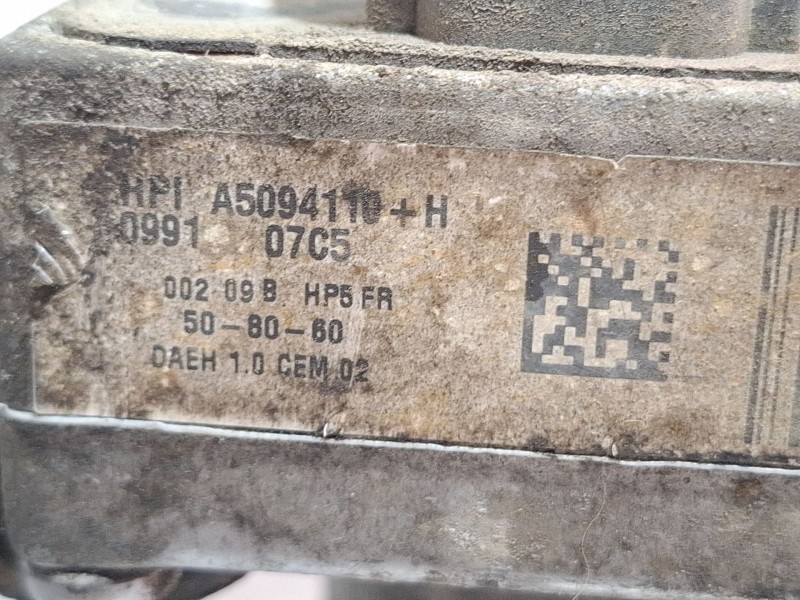 HPI A5094110+H
0991 07C5
002 09 B HP5 FR
50-80-60
DAEH 1.0 CEM 02